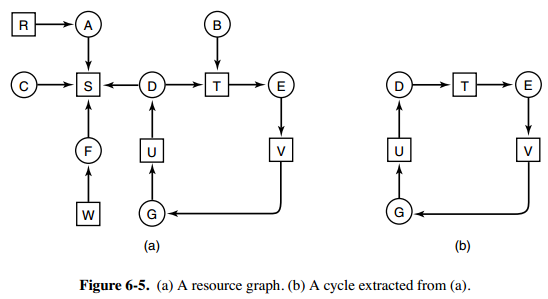 R A B
C S D T E D T E
F U V U V
W G G
(a) (b)
Figure 6-5. (a) A resource graph. (b) A cycle extracted from (a).